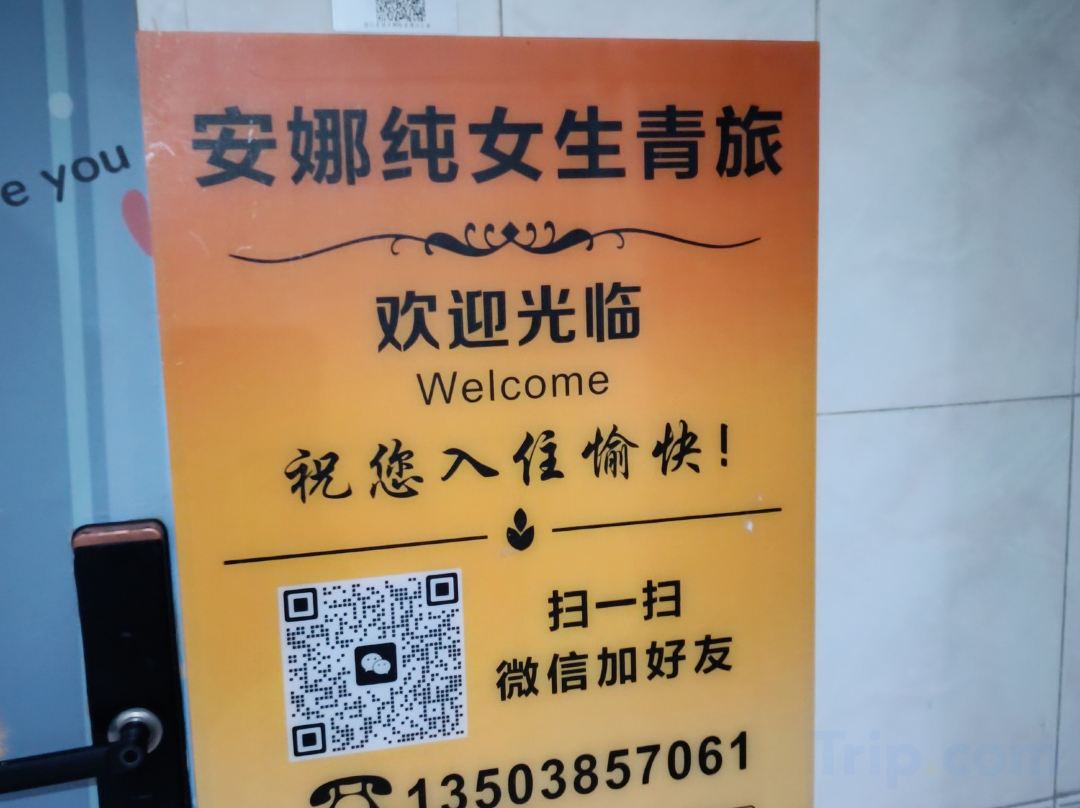 e you
安娜纯女生青旅
欢迎光临
Welcome
祝您入住愉快!
扫一扫
微信加好友
13503857061
Trip.com